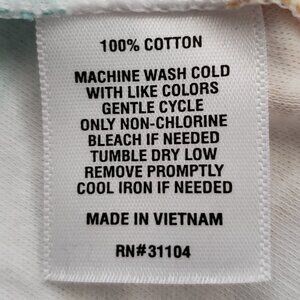 100% COTTON
MACHINE WASH COLD
WITH LIKE COLORS
GENTLE CYCLE
ONLY NON-CHLORINE
BLEACH IF NEEDED
TUMBLE DRY LOW
REMOVE PROMPTLY
COOL IRON IF NEEDED
MADE IN VIETNAM
RN#31104